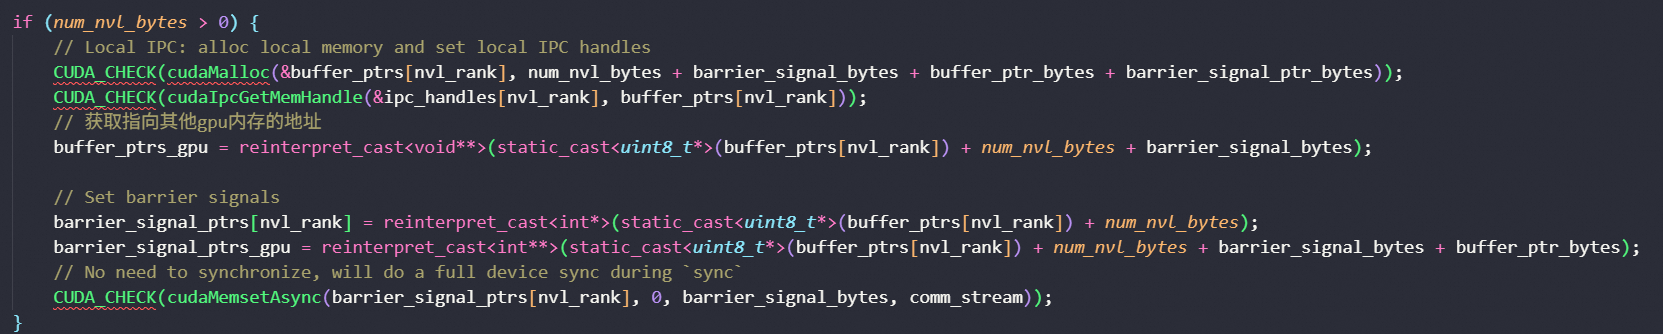 if (num_nvl_bytes > 0) {
    // Local IPC: alloc local memory and set local IPC handles
    CUDA_CHECK(cudaMalloc(&buffer_ptrs[nvl_rank], num_nvl_bytes + barrier_signal_bytes + buffer_ptr_bytes + barrier_signal_ptr_bytes));
    CUDA_CHECK(cudaIpcGetMemHandle(&ipc_handles[nvl_rank], buffer_ptrs[nvl_rank]));
    // 获取指向其他gpu内存的地址
    buffer_ptrs_gpu = reinterpret_cast<void**>(static_cast<uint8_t*>(buffer_ptrs[nvl_rank]) + num_nvl_bytes + barrier_signal_bytes);

    // Set barrier signals
    barrier_signal_ptrs[nvl_rank] = reinterpret_cast<int*>(static_cast<uint8_t*>(buffer_ptrs[nvl_rank]) + num_nvl_bytes);
    barrier_signal_ptrs_gpu = reinterpret_cast<int**>(static_cast<uint8_t*>(buffer_ptrs[nvl_rank]) + num_nvl_bytes + barrier_signal_bytes + buffer_ptr_bytes);
    // No need to synchronize, will do a full device sync during `sync`
    CUDA_CHECK(cudaMemsetAsync(barrier_signal_ptrs[nvl_rank], 0, barrier_signal_bytes, comm_stream));
}